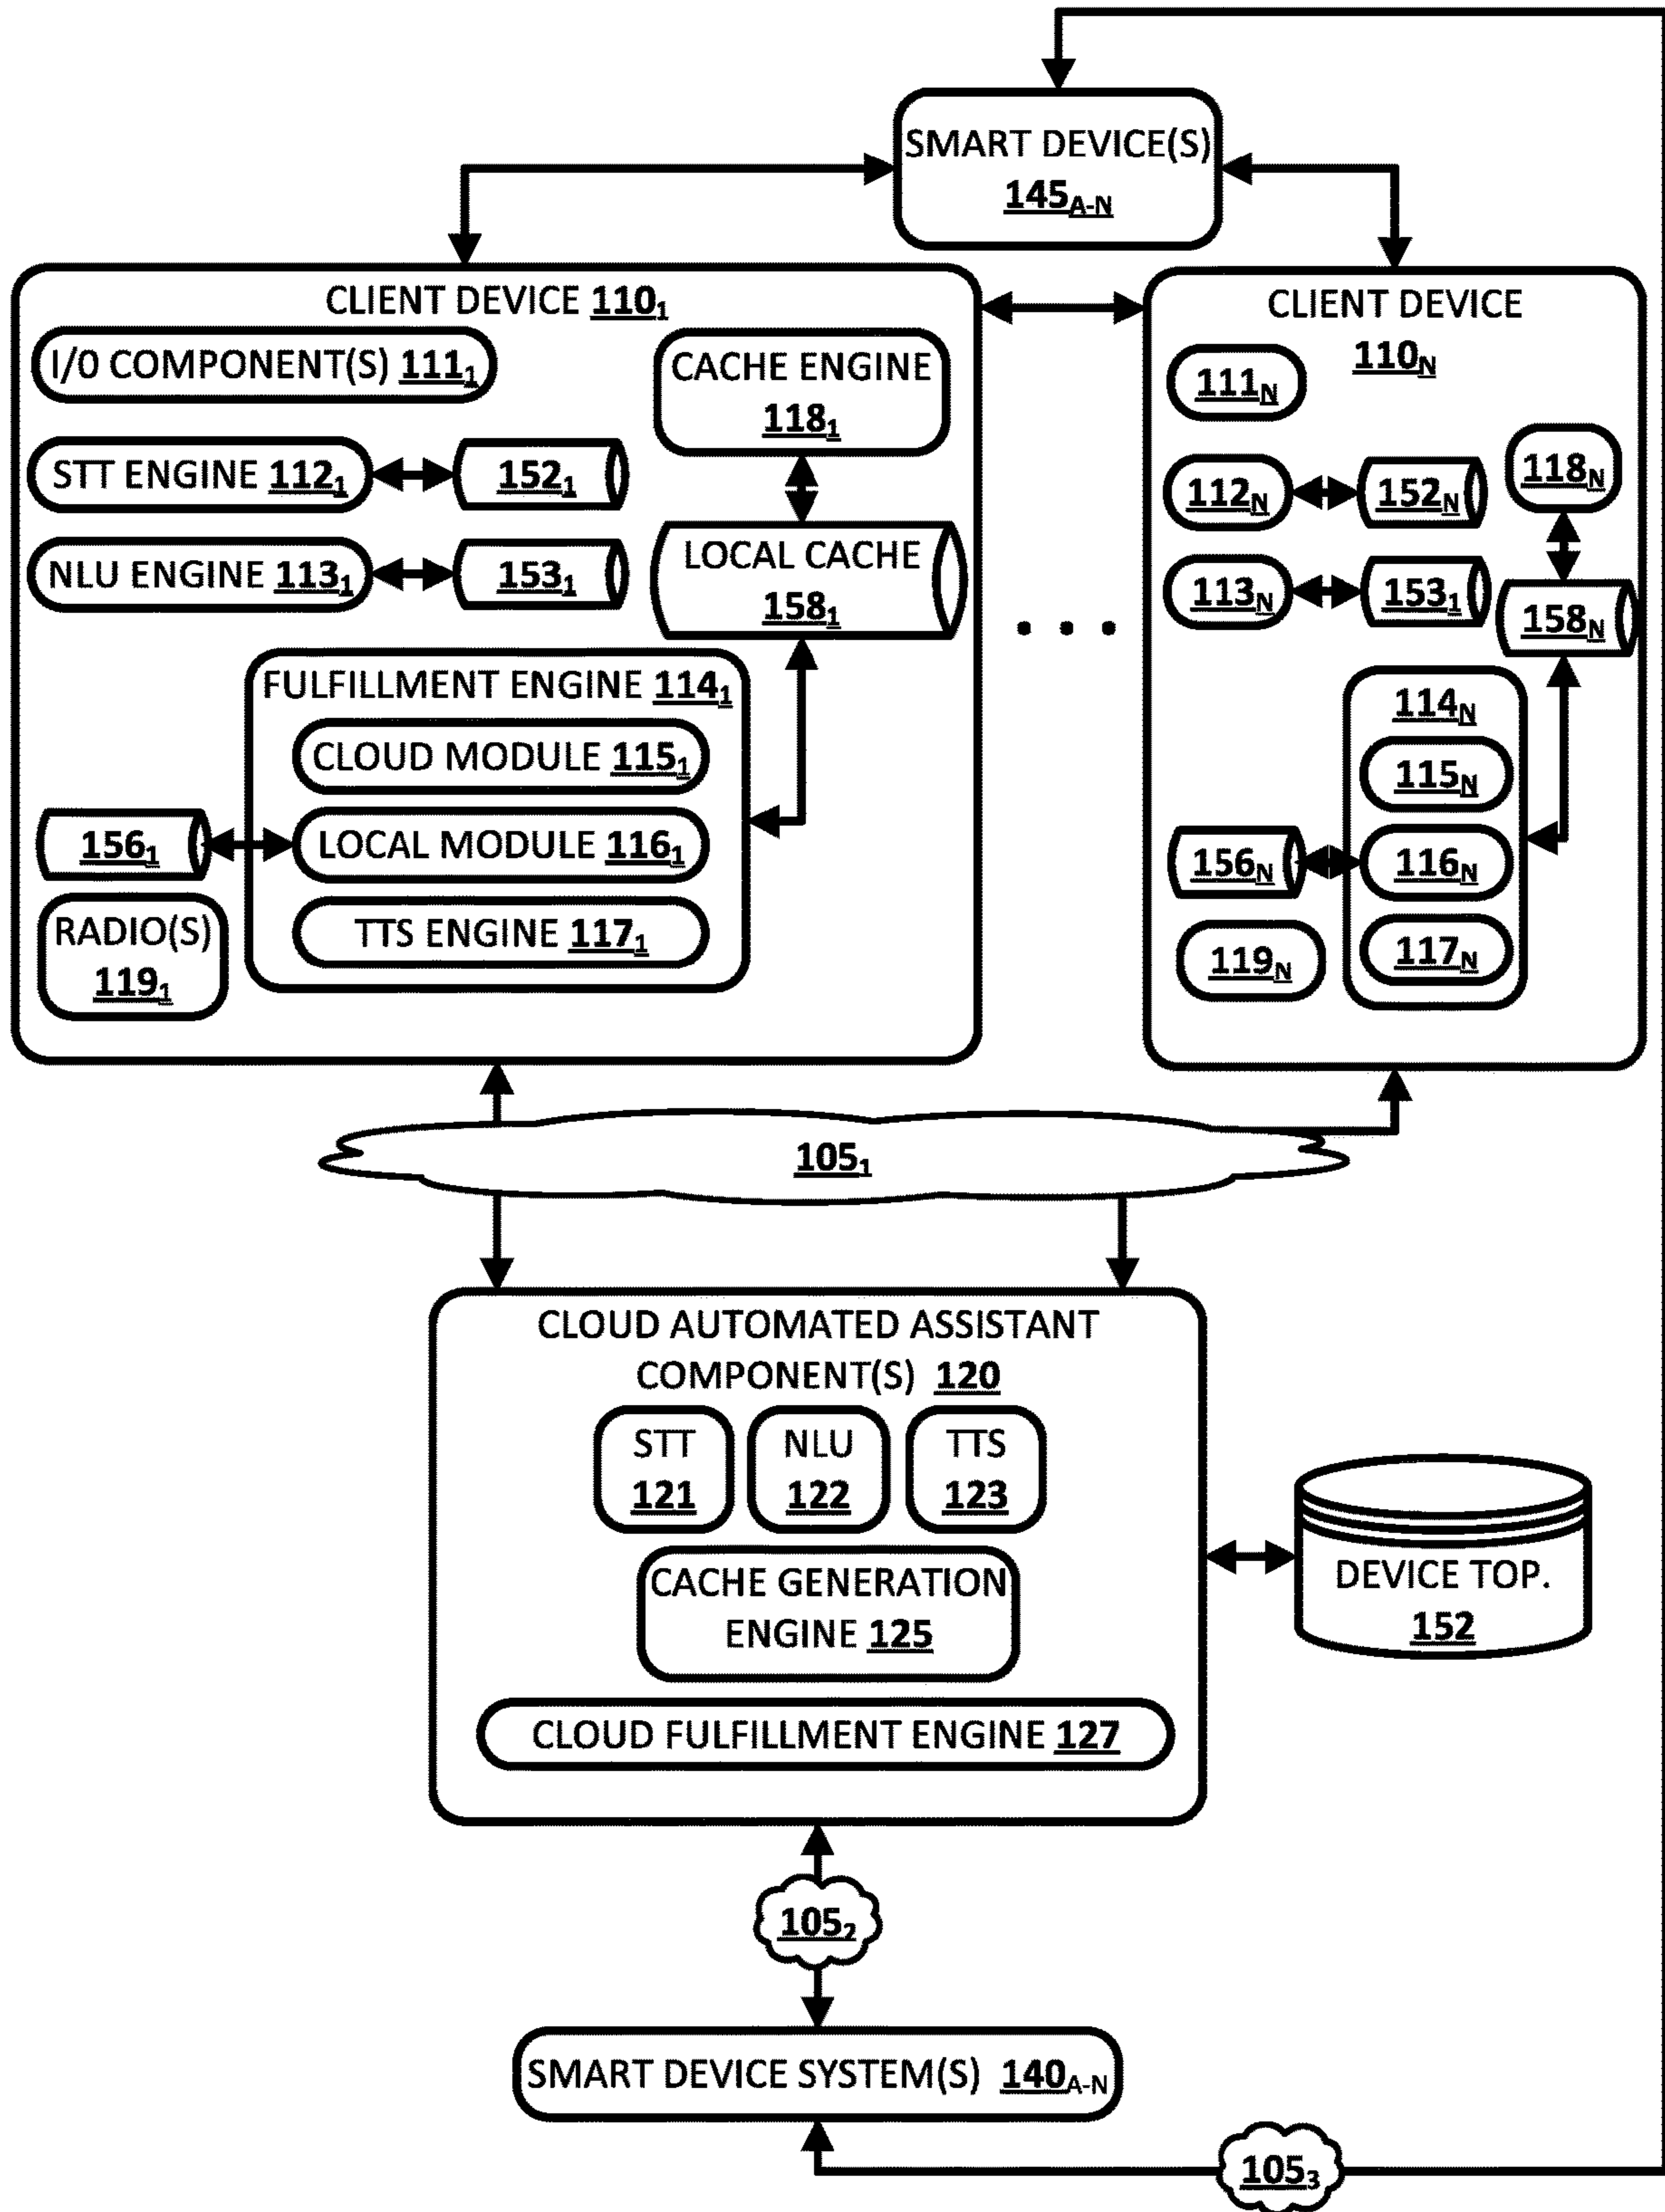 SMART DEVICE(S)
145A-N
CLIENT DEVICE 1101
I/0 COMPONENT(S) 1111
CACHE ENGINE
1181
STT ENGINE 1121
1521
NLU ENGINE 1131
1531
LOCAL CACHE
1581
FULFILLMENT ENGINE 1141
CLOUD MODULE 1151
1561
LOCAL MODULE 1161
TTS ENGINE 1171
RADIO(S)
1191
. . .
CLIENT DEVICE
110N
111N
118N
112N
152N
113N
1531
158N
114N
115N
156N
116N
117N
119N
1051
CLOUD AUTOMATED ASSISTANT
COMPONENT(S) 120
STT
121
NLU
122
TTS
123
CACHE GENERATION
ENGINE 125
DEVICE TOP.
152
CLOUD FULFILLMENT ENGINE 127
1052
SMART DEVICE SYSTEM(S) 140A-N
1053